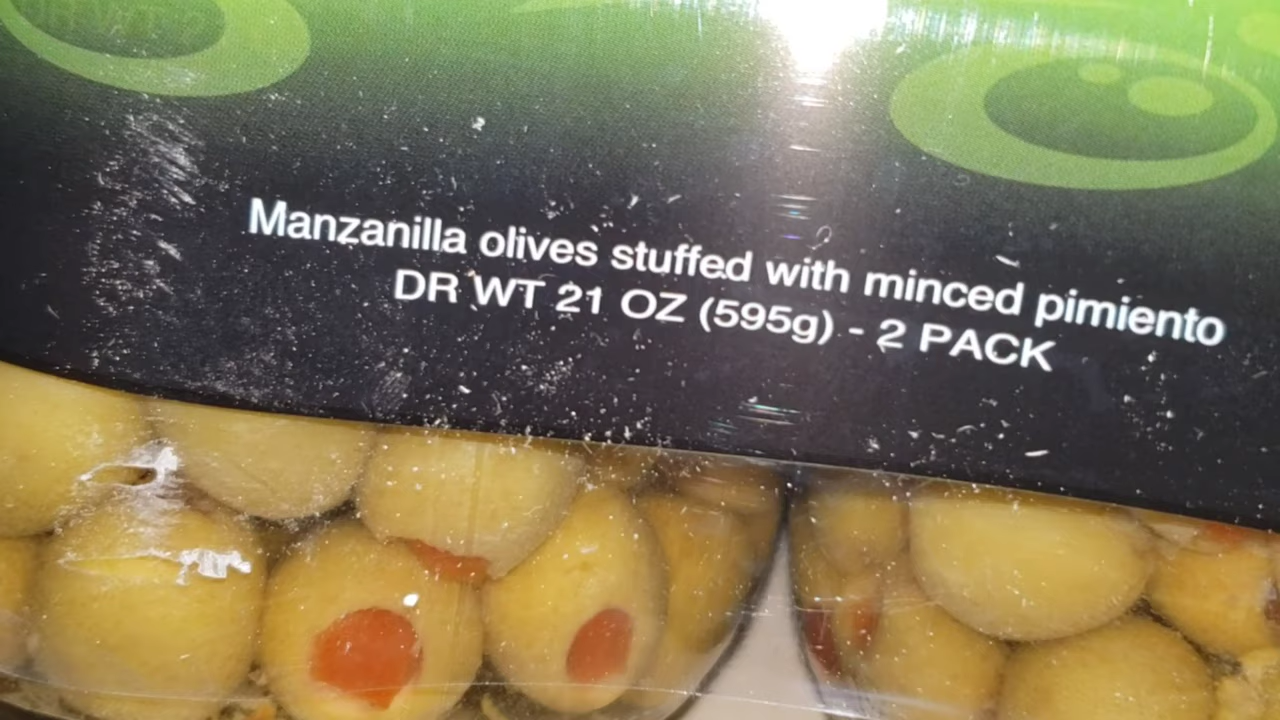 Manzanilla olives stuffed with minced pimiento
DR WT 21 OZ (595g) - 2 PACK